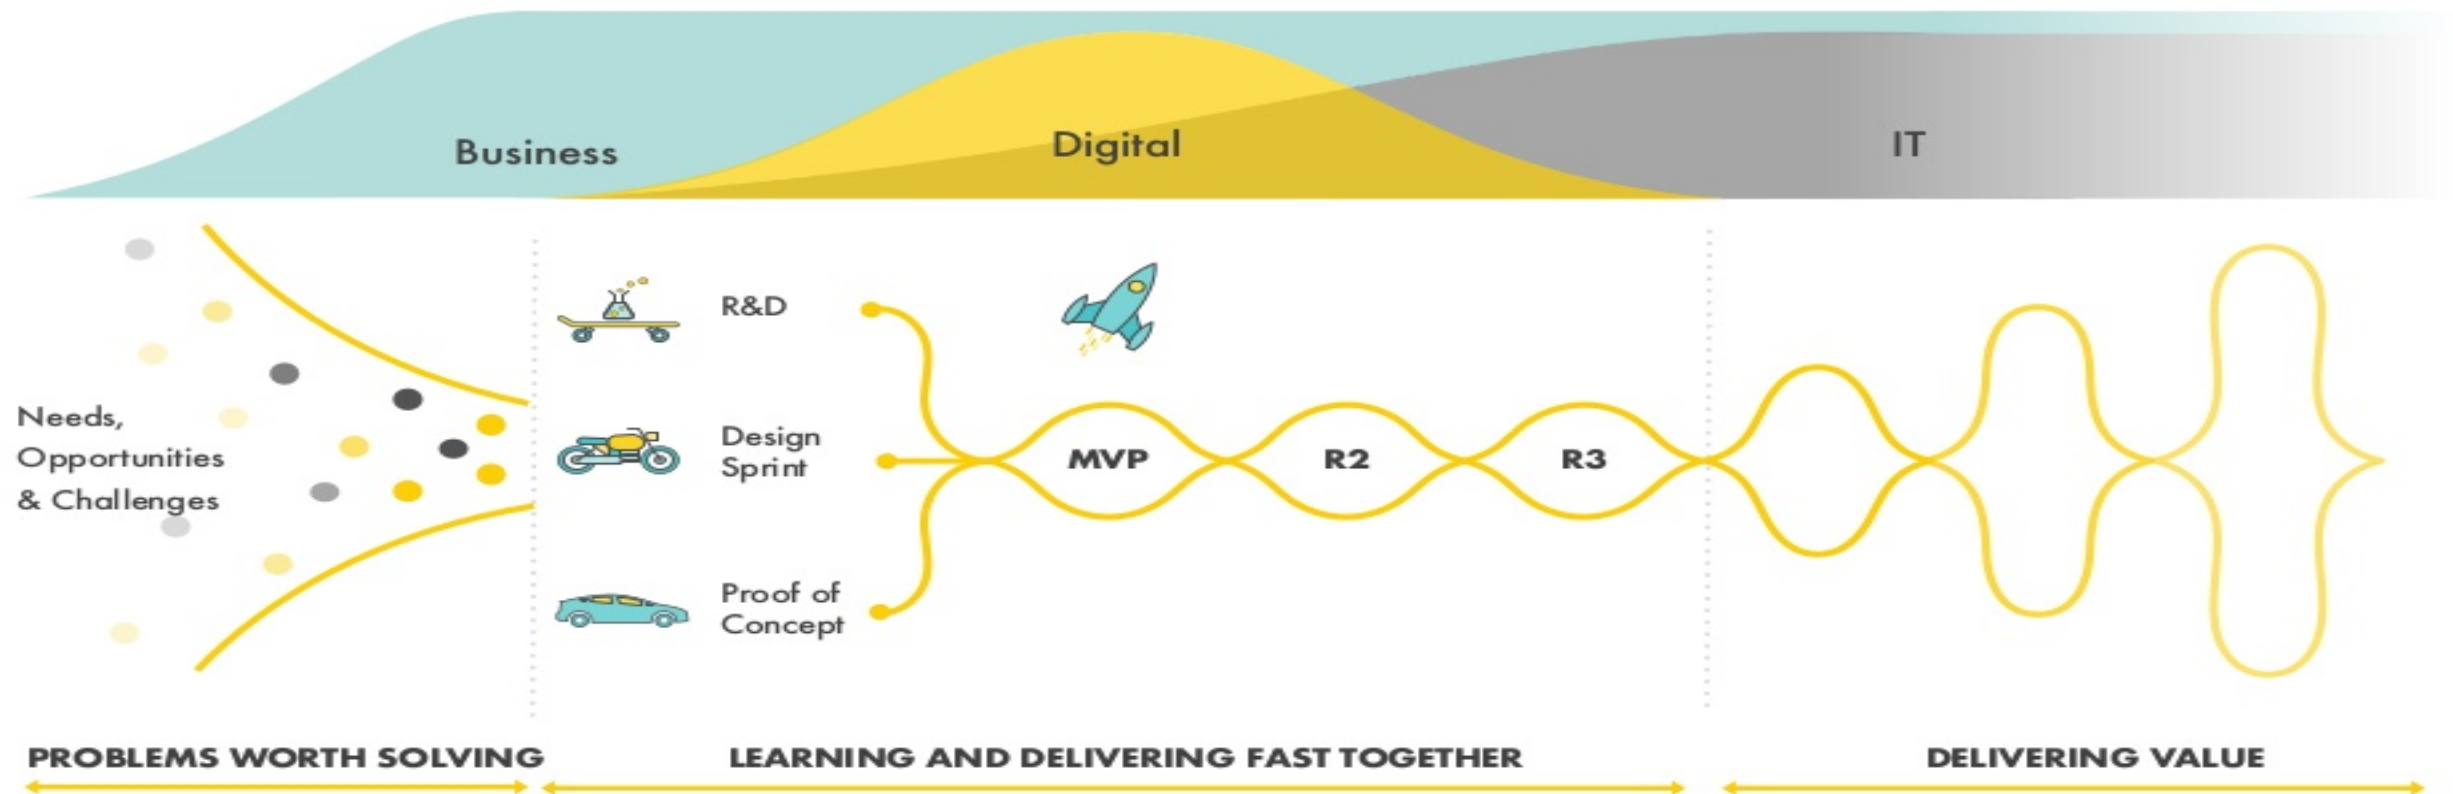 Business
Digital
IT
Needs,
Opportunities
& Challenges
R&D
Design
Sprint
Proof of
Concept
MVP
R2
R3
PROBLEMS WORTH SOLVING
LEARNING AND DELIVERING FAST TOGETHER
DELIVERING VALUE